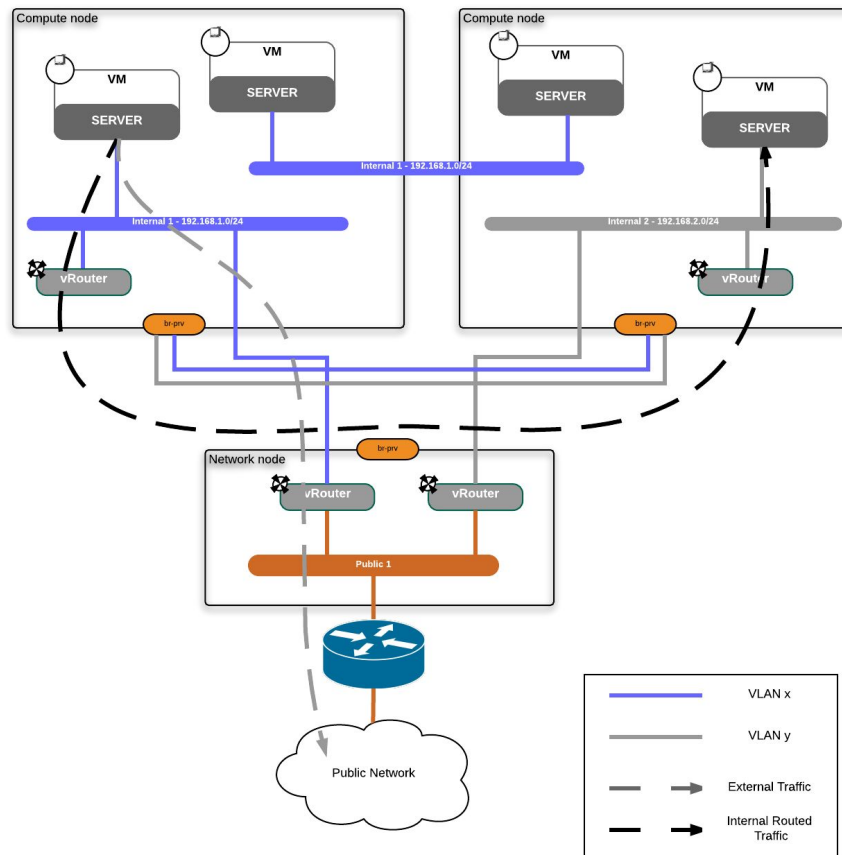 Compute node
VM
SERVER
VM
SERVER
Internal 1 - 192.168.1.0/24
Internal 1 - 192.168.1.0/24
vRouter
br-prv
Compute node
VM
SERVER
VM
SERVER
Internal 2 - 192.168.2.0/24
vRouter
br-prv
br-prv
Network node
vRouter
vRouter
Public 1
Public Network
VLAN x
VLAN y
External Traffic
Internal Routed
Traffic